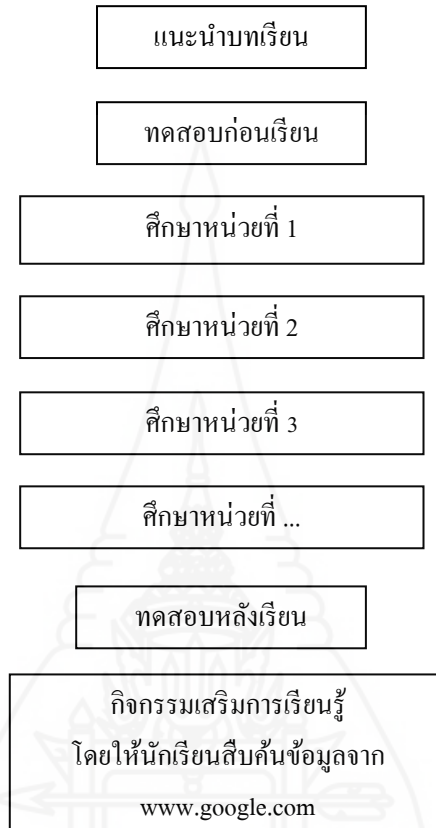 แนะนำบทเรียน
ทดสอบก่อนเรียน
ศึกษาหน่วยที่ 1
ศึกษาหน่วยที่ 2
ศึกษาหน่วยที่ 3
ศึกษาหน่วยที่ ...
ทดสอบหลังเรียน
กิจกรรมเสริมการเรียนรู้
โดยให้นักเรียนสืบค้นข้อมูลจาก
www.google.com